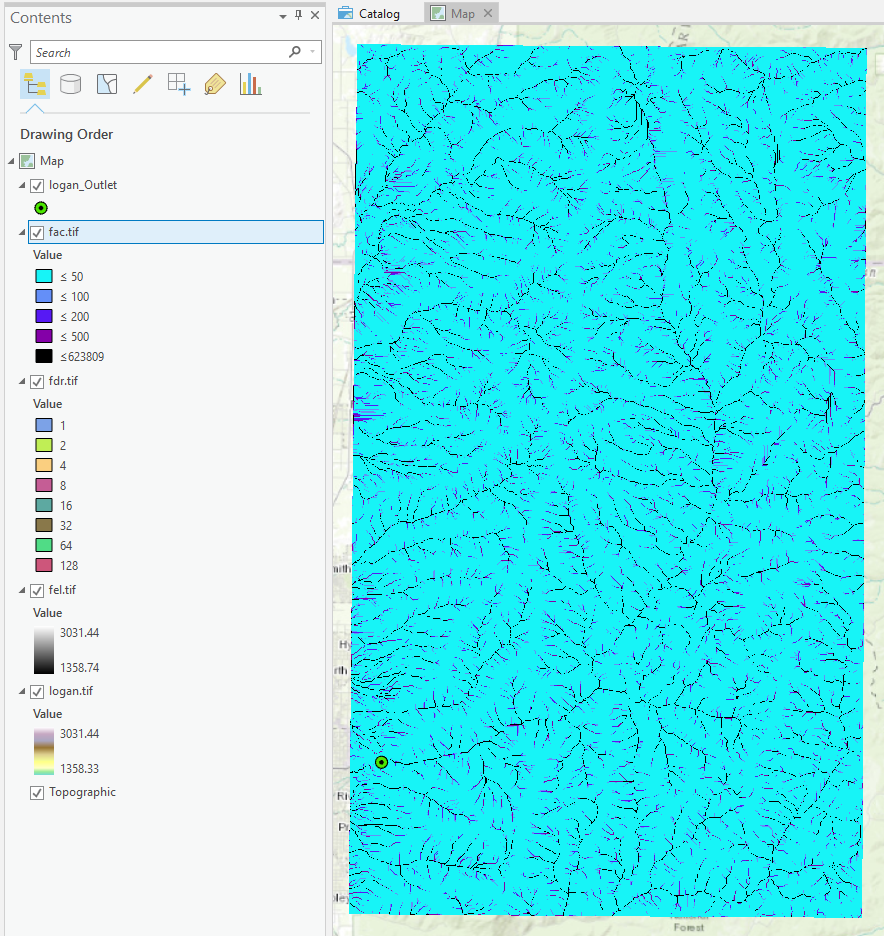 Contents
Catalog
Map
Search
Drawing Order
Map
logan_Outlet
fac.tif
Value
≤ 50
≤ 100
≤ 200
≤ 500
≤623809
fdr.tif
Value
1
2
4
8
16
32
64
128
fel.tif
Value
3031.44
1358.74
logan.tif
Value
3031.44
1358.33
Topographic
Forest